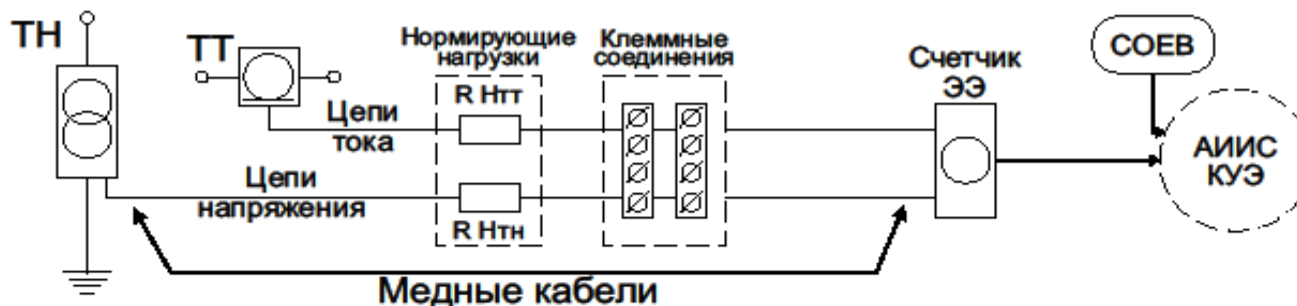 ТН
ТТ
Нормирующие
нагрузки
Клеммные
соединения
Счетчик
ЭЭ
СОЕВ
R Нтт
Цепи
тока
АИИС
КУЭ
Цепи
напряжения
R Нтн
Медные кабели